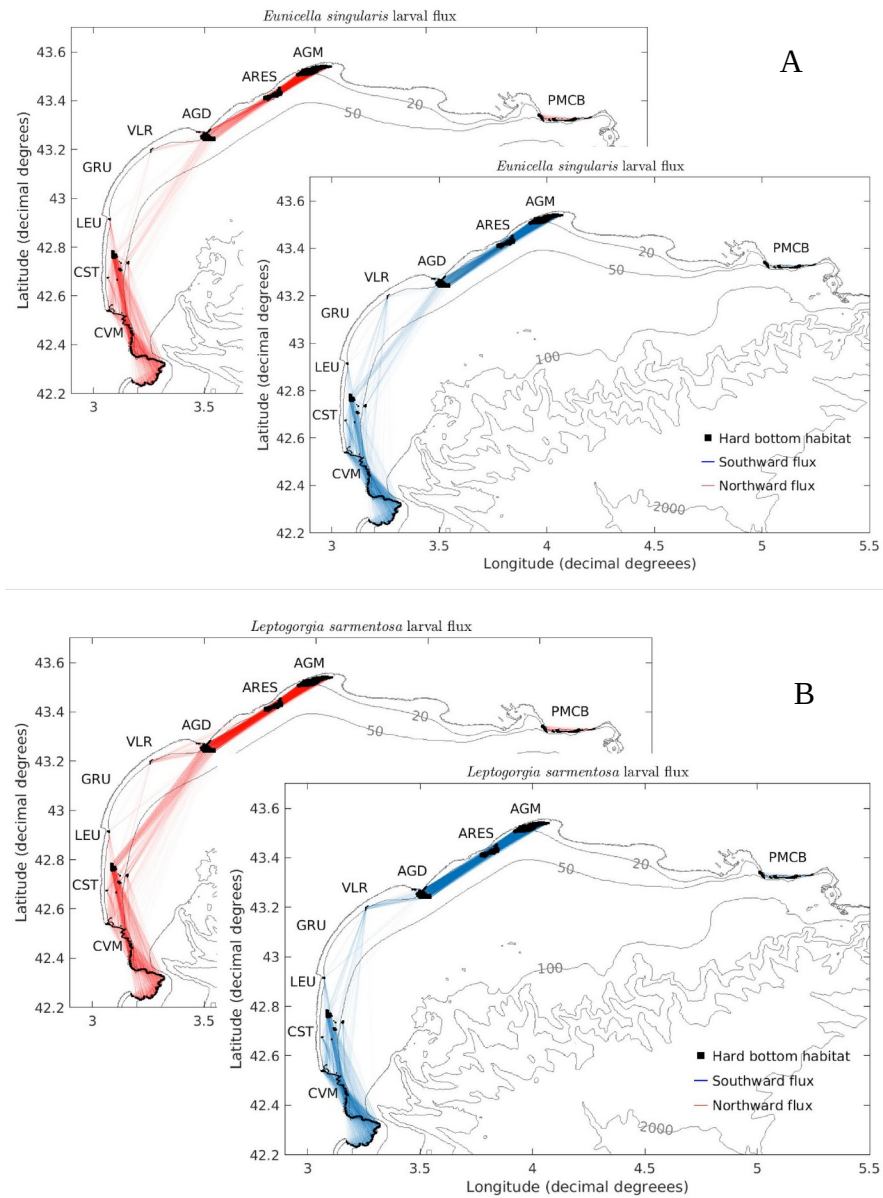 Eunicella singularis larval flux
A
43.6
43.4
43.2
43
42.8
42.6
42.4
42.2
3
3.5
Latitude (decimal degrees)
AGM
ARES
AGD
VLR
GRU
LEU
CST
CVM
PMCB
20
50
Eunicella singularis larval flux
43.6
43.4
43.2
43
42.8
42.6
42.4
42.2
3
3.5
4
4.5
5
5.5
Latitude (decimal degrees)
Longitude (decimal degreees)
AGM
ARES
AGD
VLR
GRU
LEU
CST
CVM
PMCB
20
50
100
2000
Hard bottom habitat
Southward flux
Northward flux
Leptogorgia sarmentosa larval flux
B
43.6
43.4
43.2
43
42.8
42.6
42.4
42.2
3
3.5
Latitude (decimal degrees)
AGM
ARES
AGD
VLR
GRU
LEU
CST
CVM
PMCB
20
50
Leptogorgia sarmentosa larval flux
43.6
43.4
43.2
43
42.8
42.6
42.4
42.2
3
3.5
4
4.5
5
5.5
Latitude (decimal degrees)
Longitude (decimal degreees)
AGM
ARES
AGD
VLR
GRU
LEU
CST
CVM
PMCB
20
50
100
2000
Hard bottom habitat
Southward flux
Northward flux